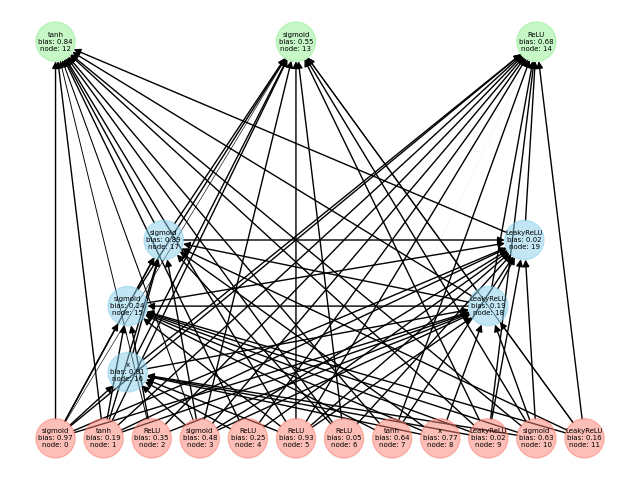 tanh
bias: 0.84
node: 12
sigmoid
bias: 0.55
node: 13
ReLU
bias: 0.68
node: 14
sigmoid
bias: 0.89
node: 17
LeakyReLU
bias: 0.02
node: 19
sigmoid
bias: 0.24
node: 15
LeakyReLU
bias: 0.19
node: 18
x
bias: 0.81
node: 16
sigmoid
bias: 0.97
node: 0
tanh
bias: 0.19
node: 1
ReLU
bias: 0.35
node: 2
sigmoid
bias: 0.48
node: 3
ReLU
bias: 0.25
node: 4
ReLU
bias: 0.93
node: 5
ReLU
bias: 0.05
node: 6
tanh
bias: 0.64
node: 7
x
bias: 0.77
node: 8
LeakyReLU
bias: 0.02
node: 9
sigmoid
bias: 0.63
node: 10
LeakyReLU
bias: 0.16
node: 11